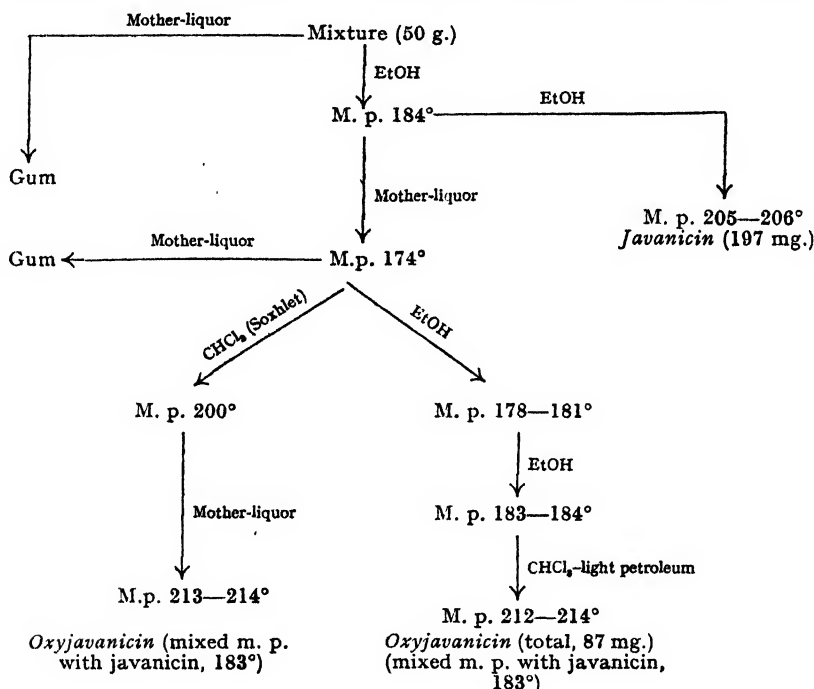 Mother-liquor
Mixture (50 g.)
EtOH
M. p. 184°
EtOH
Gum
Mother-liquor
M. p. 205—206°
Javanicin (197 mg.)
Mother-liquor
Gum
M.p. 174°
CHCl₃ (Soxhlet)
EtOH
M. p. 200°
M. p. 178—181°
EtOH
Mother-liquor
M. p. 183—184°
CHCl₃-light petroleum
M.p. 213—214°
M. p. 212—214°
Oxyjavanicin (mixed m. p.
with javanicin, 183°)
Oxyjavanicin (total, 87 mg.)
(mixed m. p. with javanicin,
183°)